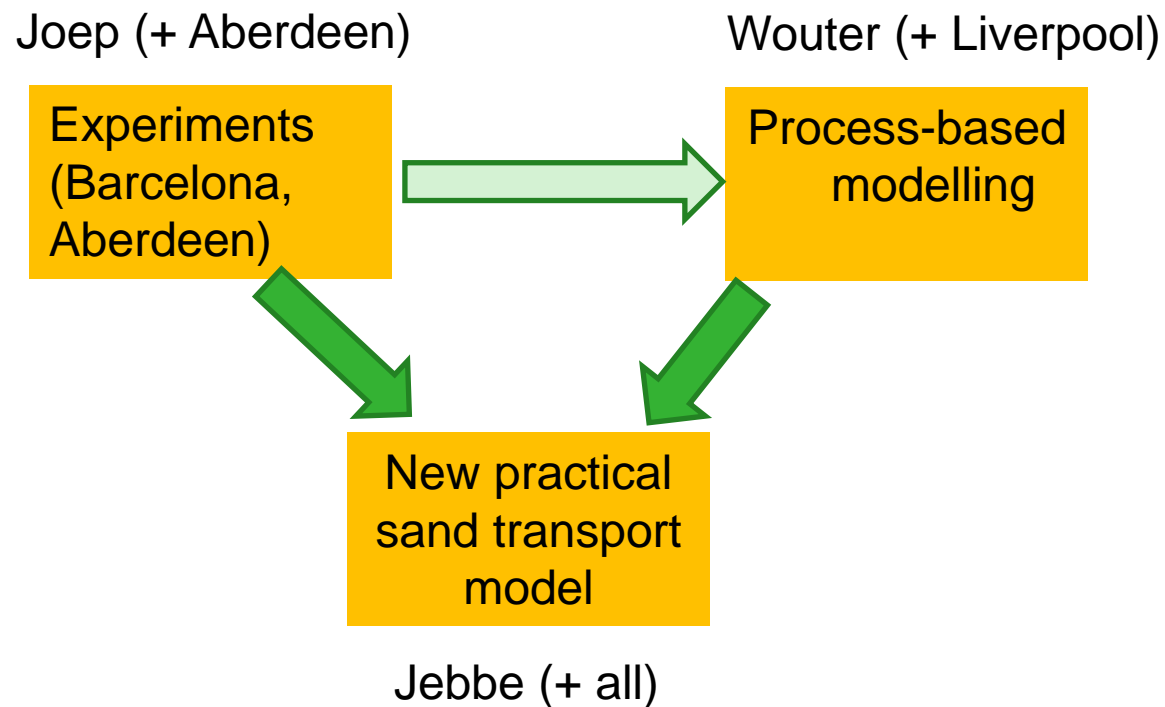 Joep (+ Aberdeen)
Wouter (+ Liverpool)
Experiments
(Barcelona,
Aberdeen)
Process-based
modelling
New practical
sand transport
model
Jebbe (+ all)